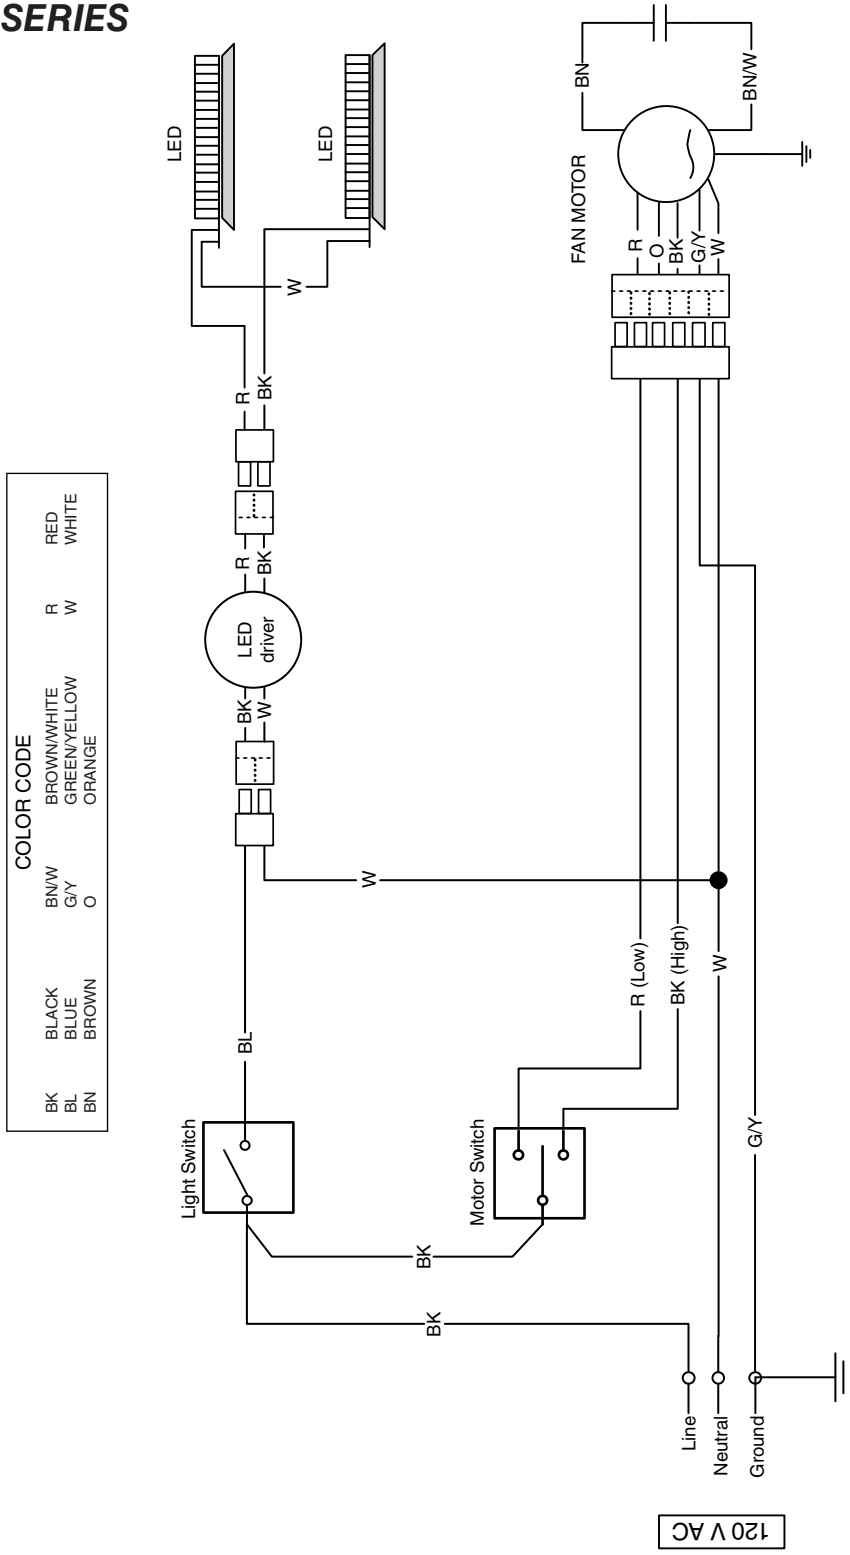 SERIES
COLOR CODE
BK BLACK BN/W BROWN/WHITE R RED
BL BLUE G/Y GREEN/YELLOW W WHITE
BN BROWN O ORANGE
LED
LED
W
R
BK
R
BK
LED
driver
BK
W
BL
W
Light Switch
BK
BK
Motor Switch
R (Low)
BK (High)
W
G/Y
FAN MOTOR
BN
BN/W
R
O
BK
G/Y
W
Line
Neutral
Ground
120 V AC